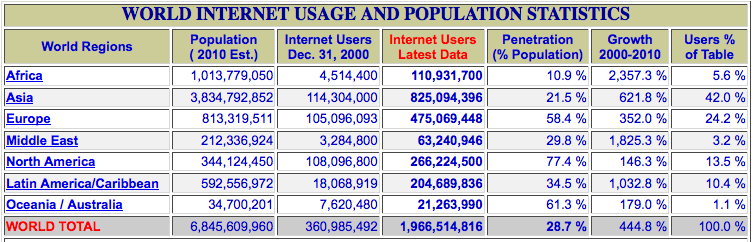 WORLD INTERNET USAGE AND POPULATION STATISTICS
World Regions Population ( 2010 Est.) Internet Users Dec. 31, 2000 Internet Users Latest Data Penetration (% Population) Growth 2000-2010 Users % of Table
Africa 1,013,779,050 4,514,400 110,931,700 10.9 % 2,357.3 % 5.6 %
Asia 3,834,792,852 114,304,000 825,094,396 21.5 % 621.8 % 42.0 %
Europe 813,319,511 105,096,093 475,069,448 58.4 % 352.0 % 24.2 %
Middle East 212,336,924 3,284,800 63,240,946 29.8 % 1,825.3 % 3.2 %
North America 344,124,450 108,096,800 266,224,500 77.4 % 146.3 % 13.5 %
Latin America/Caribbean 592,556,972 18,068,919 204,689,836 34.5 % 1,032.8 % 10.4 %
Oceania / Australia 34,700,201 7,620,480 21,263,990 61.3 % 179.0 % 1.1 %
WORLD TOTAL 6,845,609,960 360,985,492 1,966,514,816 28.7 % 444.8 % 100.0 %